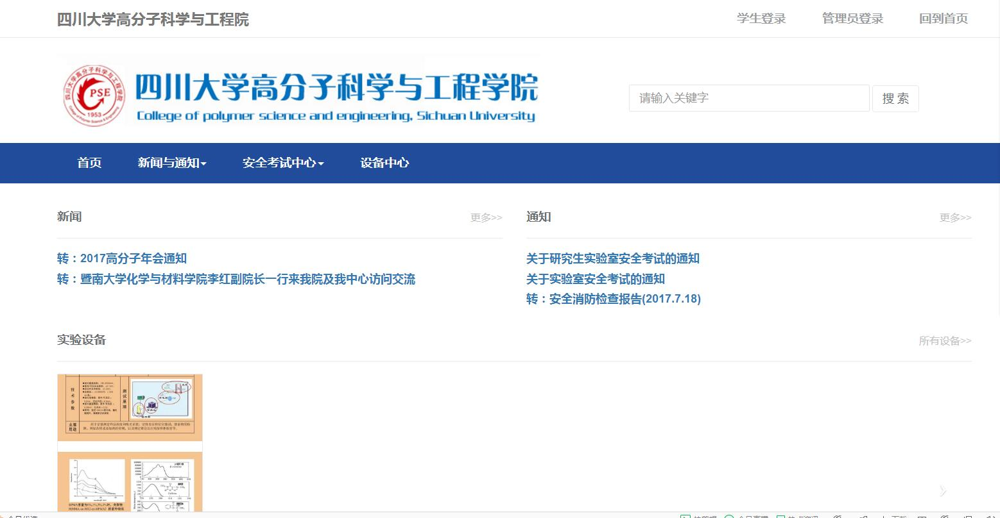 四川大学高分子科学与工程院
学生登录 管理员登录 回到首页
四川大学高分子科学与工程学院
College of polymer science and engineering, Sichuan University
PSE
1953
请输入关键字 搜 索
首页 新闻与通知 安全考试中心 设备中心
新闻 更多>>
转：2017高分子年会通知
转：暨南大学化学与材料学院李红副院长一行来我院及我中心访问交流
通知 更多>>
关于研究生实验室安全考试的通知
关于实验室安全考试的通知
转：安全消防检查报告(2017.7.18)
实验设备 所有设备>>
技术参数
测试原理
主要用途